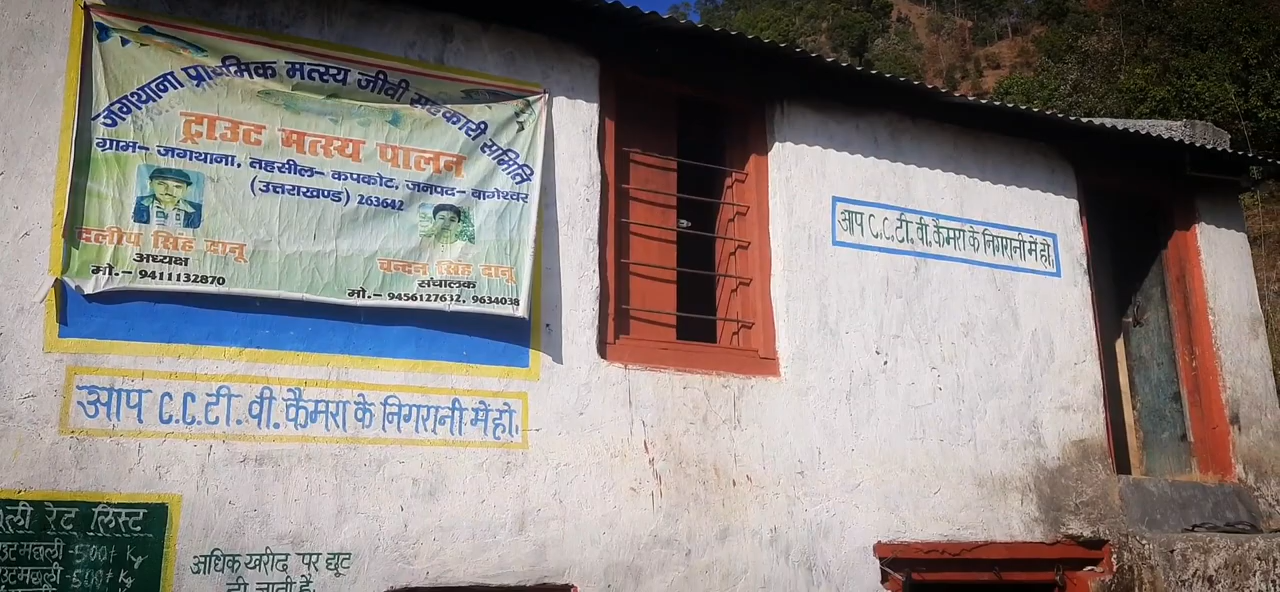 जगथाना प्राथमिक मत्स्य जीवी सहकारी समिति
ट्राउट मत्स्य पालन
ग्राम- जगथाना, तहसील- कपकोट, जनपद- बागेश्वर
(उत्तराखण्ड) 263642
दलीप सिंह दानू
अध्यक्ष
मो.- 9411132870
चन्दन सिंह दानू
संचालक
मो.- 9456127632, 9634038
आप C.C.टी.वी.कैमरा के निगरानी में हो,
आप C.C.टी.वी.कैमरा के निगरानी में हो,
रेट लिस्ट
-500+ Kg
-500+ Kg
अधिक खरीद पर छूट
दी जाती है